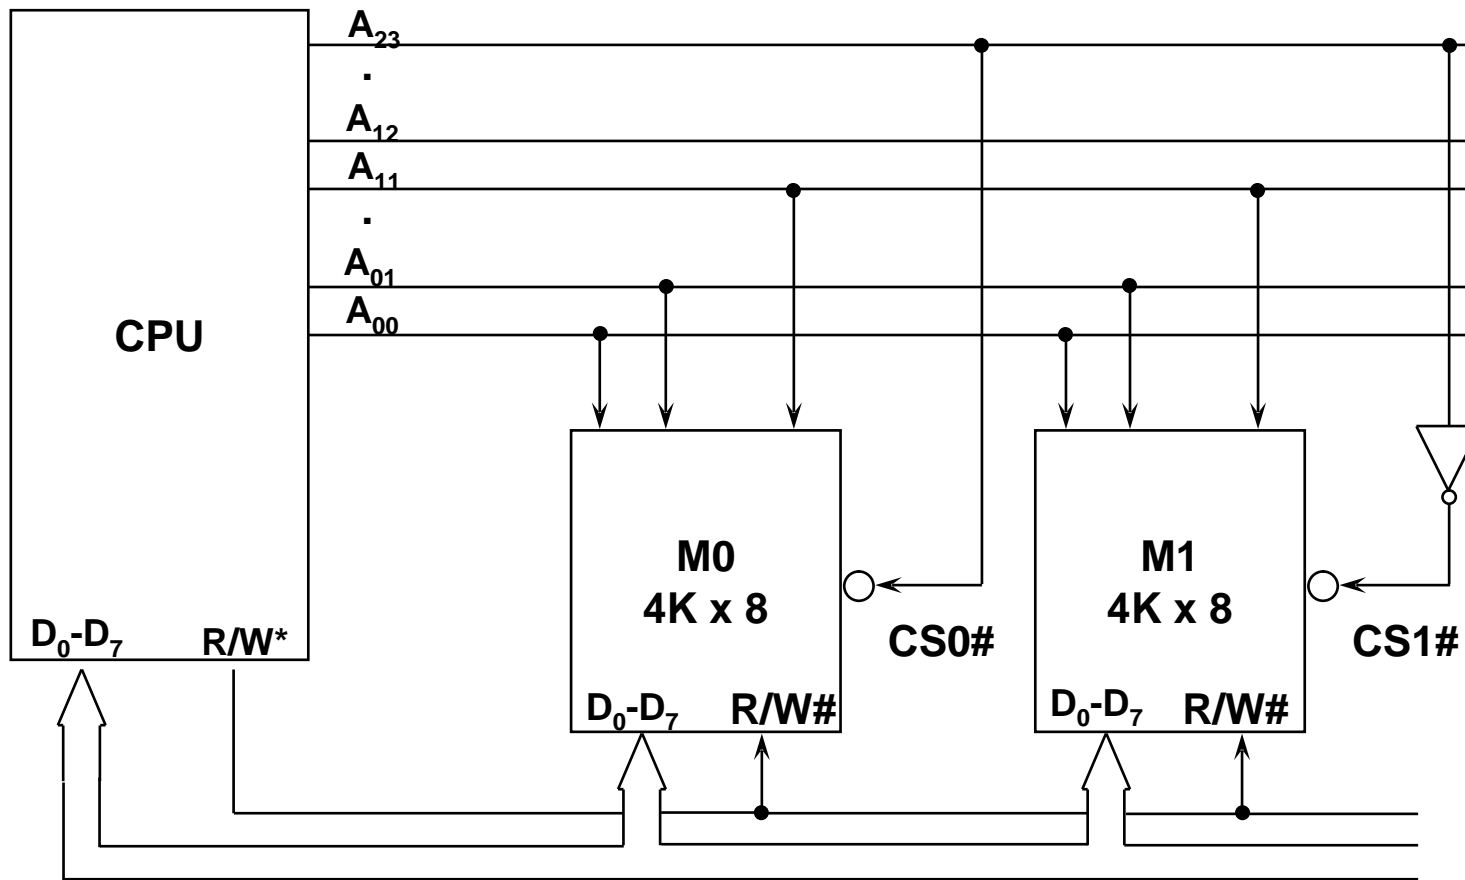 A23
.
A12
A11
.
A01
A00
CPU
D0-D7
R/W*
M0
4K x 8
CS0#
D0-D7
R/W#
M1
4K x 8
CS1#
D0-D7
R/W#